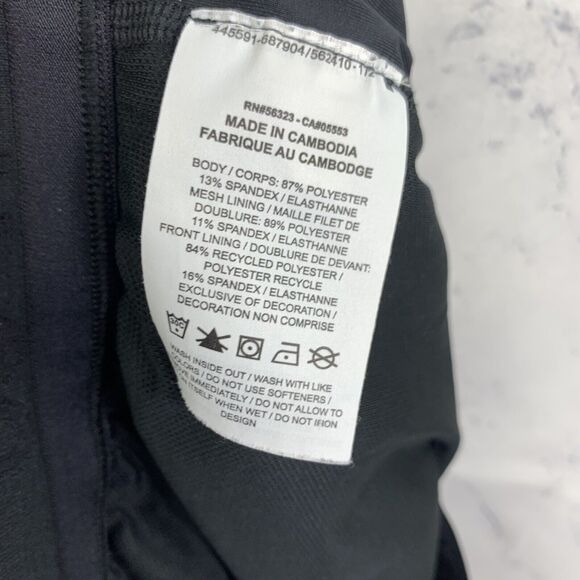 445591-687904/562410-112
RN#56323 - CA#05553
MADE IN CAMBODIA
FABRIQUE AU CAMBODGE
BODY / CORPS: 87% POLYESTER
13% SPANDEX / ELASTHANNE
MESH LINING / MAILLE FILET DE
DOUBLURE: 89% POLYESTER
11% SPANDEX / ELASTHANNE
FRONT LINING / DOUBLURE DE DEVANT:
84% RECYCLED POLYESTER /
POLYESTER RECYCLE
16% SPANDEX / ELASTHANNE
EXCLUSIVE OF DECORATION /
DECORATION NON COMPRISE
30C
WASH INSIDE OUT / WASH WITH LIKE
COLORS / DO NOT USE SOFTENERS /
IMMEDIATELY / DO NOT ALLOW TO
ITSELF WHEN WET / DO NOT IRON
DESIGN